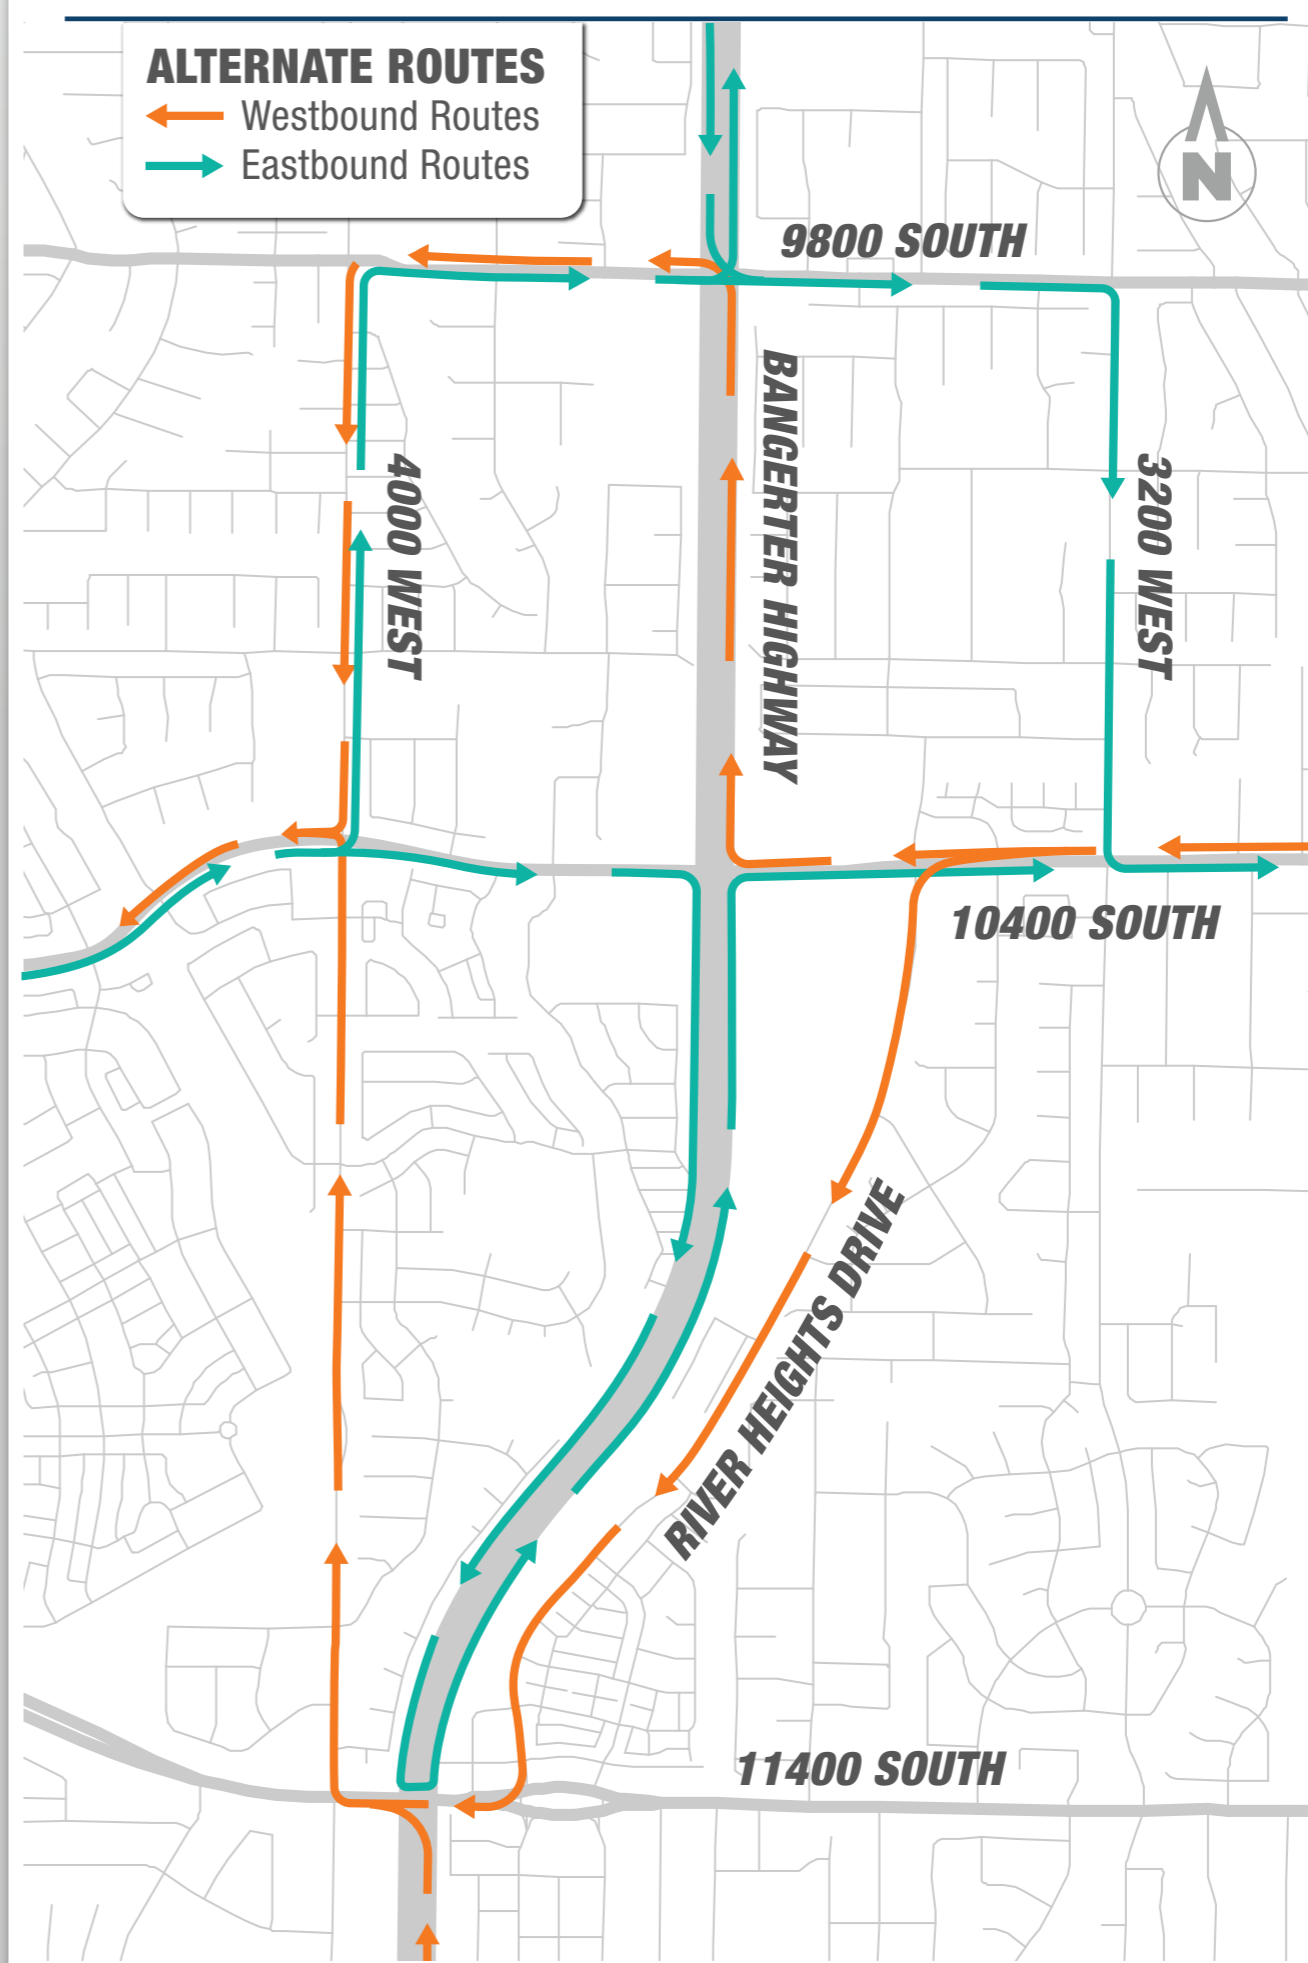 ALTERNATE ROUTES
Westbound Routes
Eastbound Routes
N
9800 SOUTH
BANGERTER HIGHWAY
4000 WEST
3200 WEST
10400 SOUTH
RIVER HEIGHTS DRIVE
11400 SOUTH